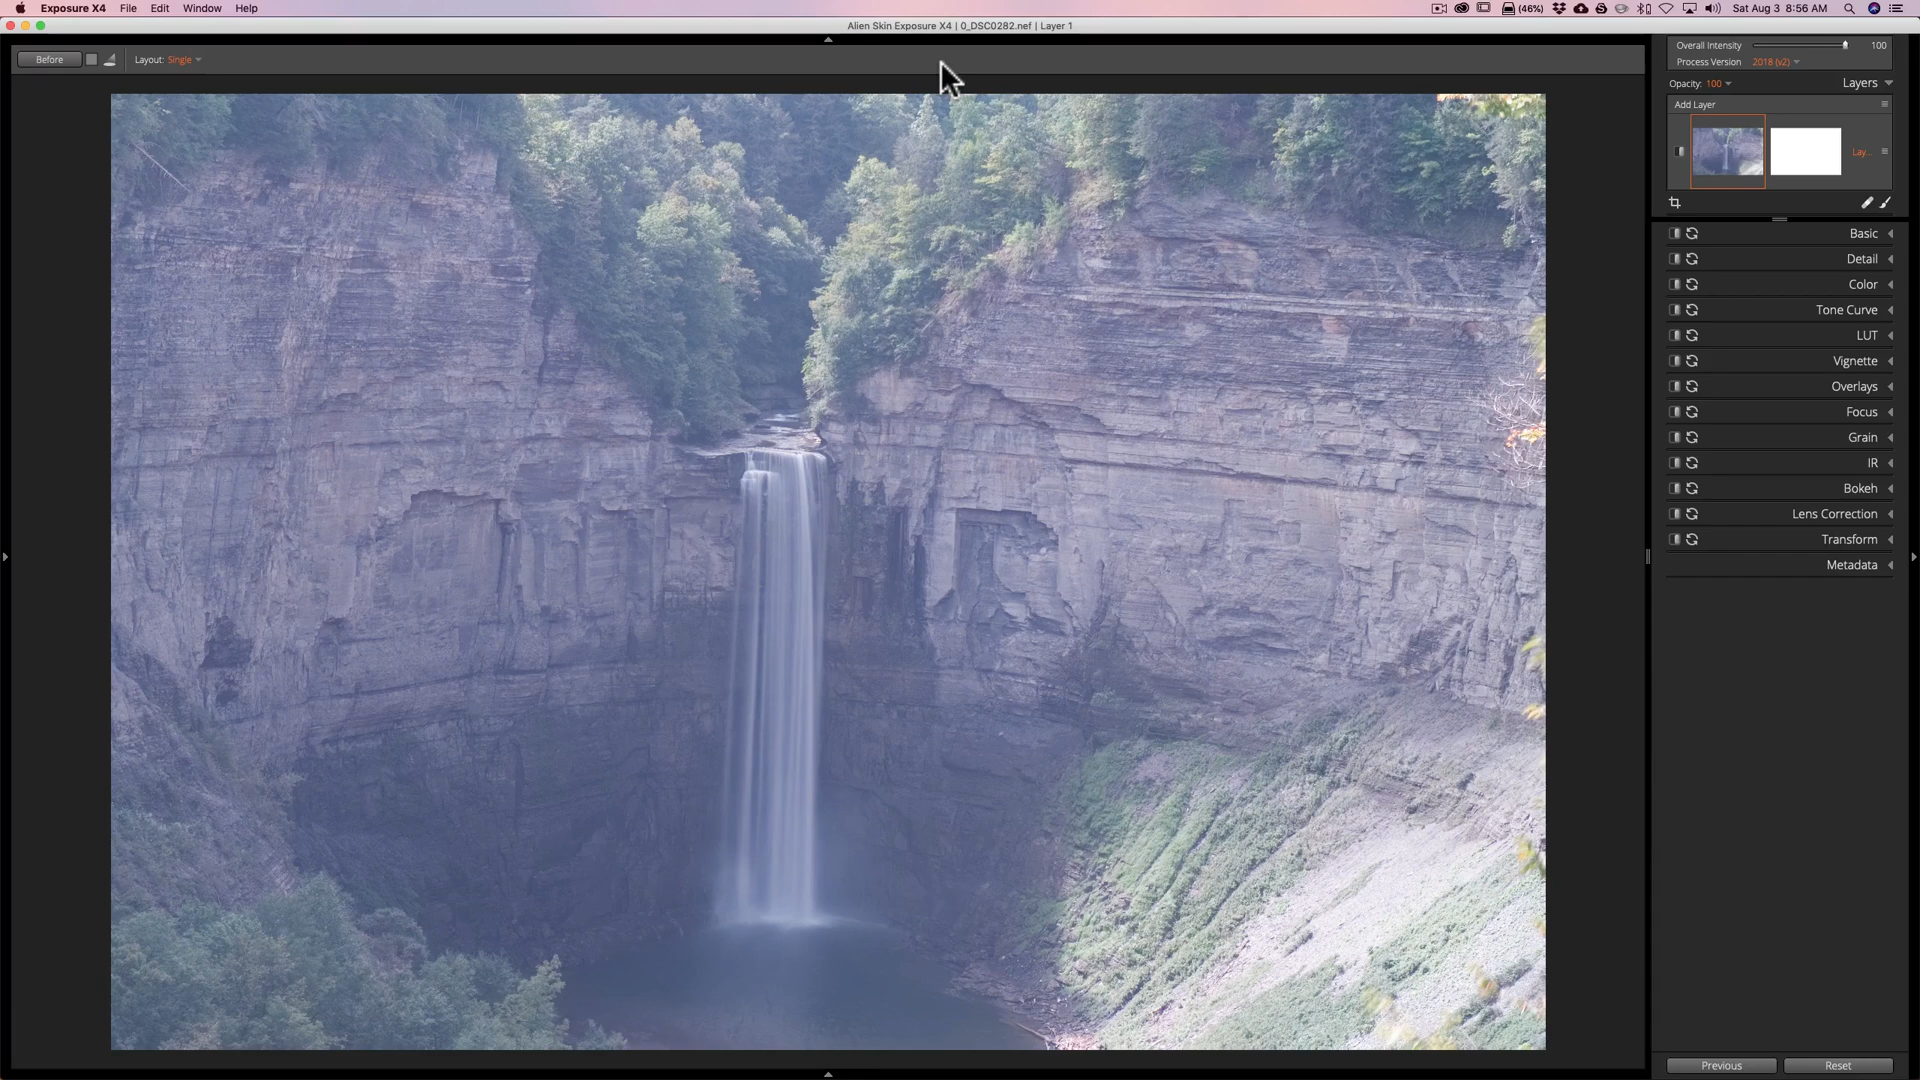 Exposure X4 File Edit Window Help (46%) Sat Aug 3 8:56 AM
Alien Skin Exposure X4 | 0_DSC0282.nef | Layer 1
Before Layout: Single
Overall Intensity 100
Process Version 2018 (v2)
Opacity: 100 Layers
Add Layer
Lay...
Basic
Detail
Color
Tone Curve
LUT
Vignette
Overlays
Focus
Grain
IR
Bokeh
Lens Correction
Transform
Metadata
Previous Reset